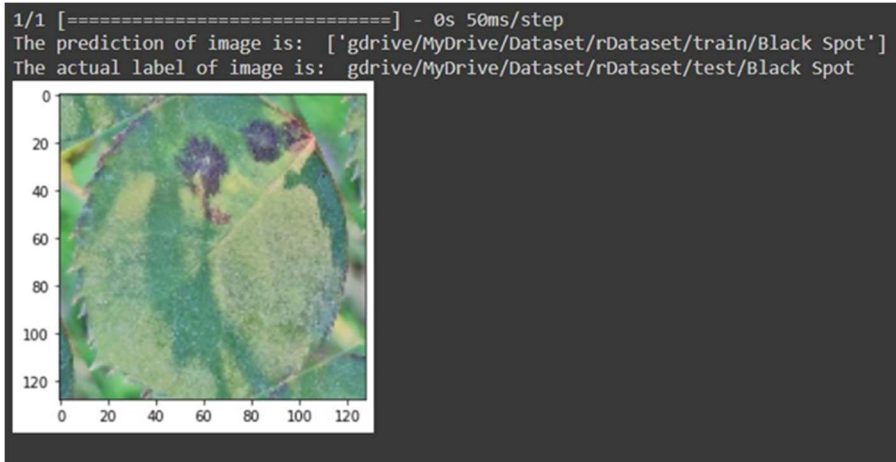 1/1 [==============================] - 0s 50ms/step
The prediction of image is:  ['gdrive/MyDrive/Dataset/rDataset/train/Black Spot']
The actual label of image is:  gdrive/MyDrive/Dataset/rDataset/test/Black Spot
0
20
40
60
80
100
120
0 20 40 60 80 100 120